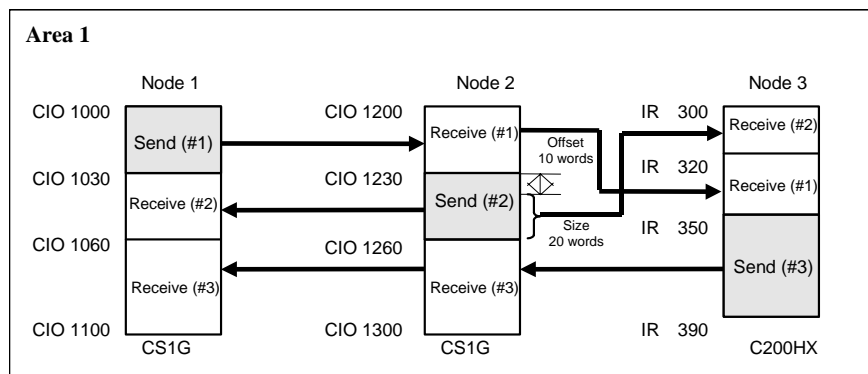 Area 1
Node 1
Node 2
Node 3
CIO 1000
CIO 1200
IR 300
Send (#1)
Receive (#1)
Receive (#2)
Offset
10 words
CIO 1030
CIO 1230
IR 320
Receive (#1)
Receive (#2)
Send (#2)
Size
20 words
IR 350
CIO 1060
CIO 1260
Send (#3)
Receive (#3)
Receive (#3)
CIO 1100
CIO 1300
IR 390
CS1G
CS1G
C200HX